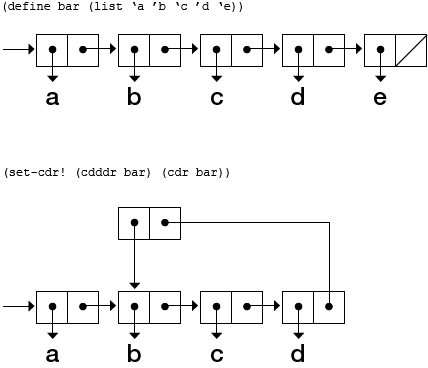 (define bar (list ‘a ’b ‘c ’d ‘e))
a b c d e
(set-cdr! (cdddr bar) (cdr bar))
a b c d